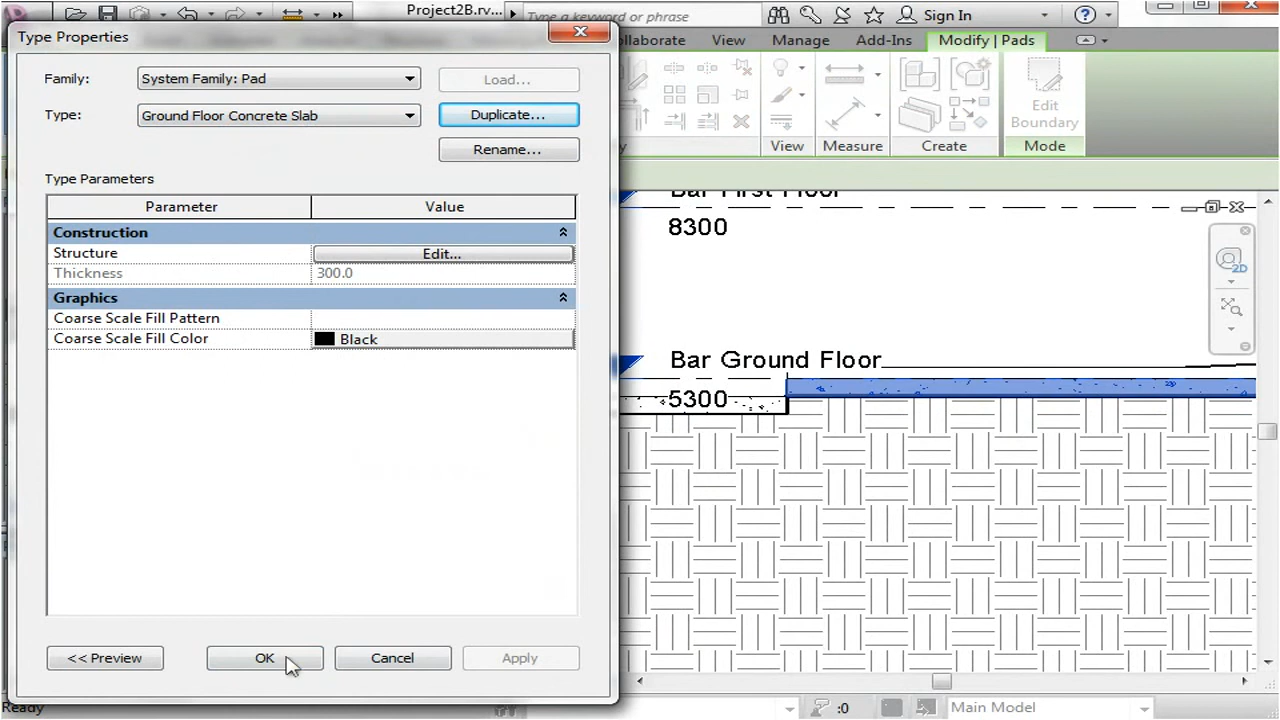 Project2B.rv...
Type a keyword or phrase
Sign In
Type Properties
ollaborate View Manage Add-Ins Modify | Pads
Family: System Family: Pad Load...
Type: Ground Floor Concrete Slab Duplicate...
Rename...
Edit
Boundary
View Measure Create Mode
Type Parameters
Parameter Value
Construction
Structure Edit...
Thickness 300.0
Graphics
Coarse Scale Fill Pattern
Coarse Scale Fill Color Black
Bar First Floor
8300
2D
Bar Ground Floor
5300
<< Preview OK Cancel Apply
Ready
:0 Main Model